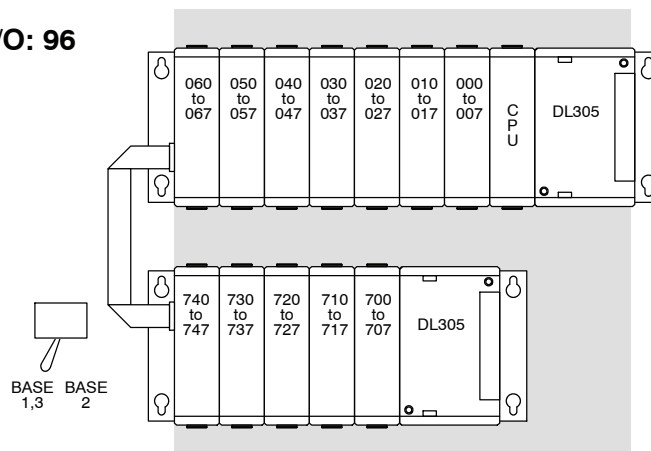 /O: 96
060 to 067
050 to 057
040 to 047
030 to 037
020 to 027
010 to 017
000 to 007
CPU
DL305
740 to 747
730 to 737
720 to 727
710 to 717
700 to 707
DL305
BASE 1,3
BASE 2